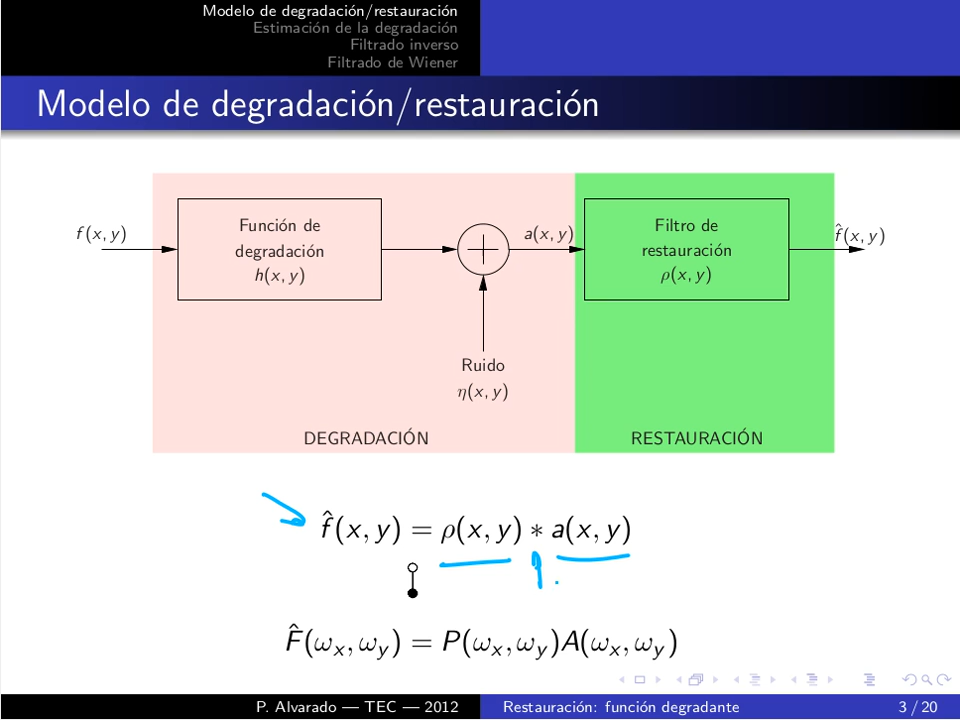 Modelo de degradación/restauración
Estimación de la degradación
Filtrado inverso
Filtrado de Wiener
Modelo de degradación/restauración
f(x, y)
Función de
degradación
h(x, y)
a(x, y)
Filtro de
restauración
ρ(x, y)
f̂(x, y)
Ruido
η(x, y)
DEGRADACIÓN
RESTAURACIÓN
f̂(x, y) = ρ(x, y) ∗ a(x, y)
F̂(ωx, ωy) = P(ωx, ωy)A(ωx, ωy)
P. Alvarado — TEC — 2012
Restauración: función degradante
3 / 20